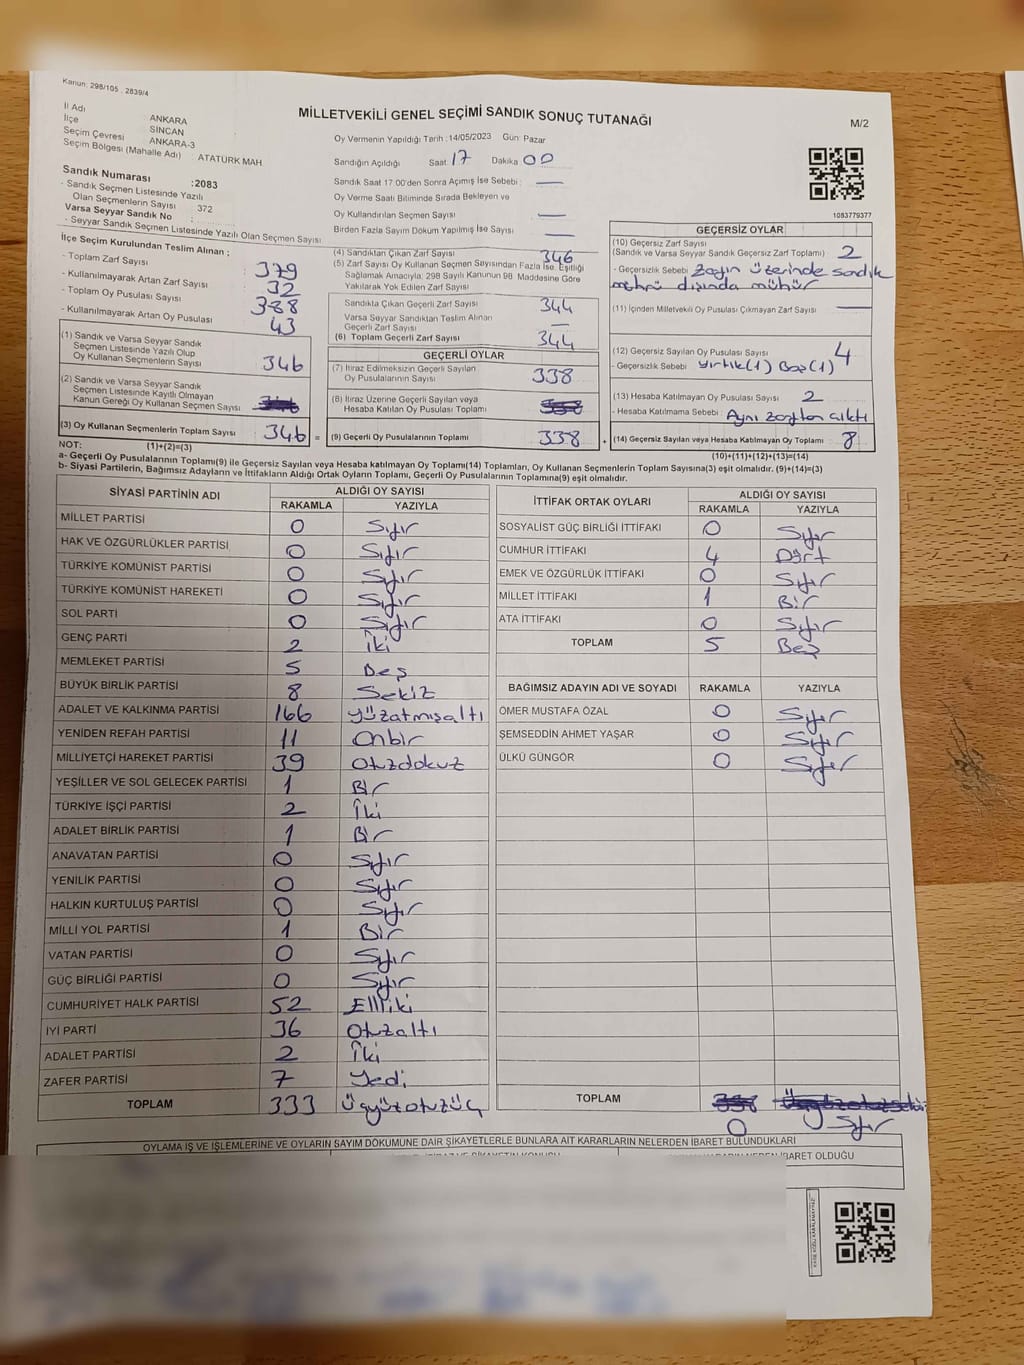 Kanun: 298/105 , 2839/4
MİLLETVEKİLİ GENEL SEÇİMİ SANDIK SONUÇ TUTANAĞI
M/2
İl Adı ANKARA
İlçe SİNCAN
Seçim Çevresi ANKARA-3
Seçim Bölgesi (Mahalle Adı) ATATÜRK MAH.
Sandık Numarası :2083
- Sandık Seçmen Listesinde Yazılı
Olan Seçmenlerin Sayısı : 372
Varsa Seyyar Sandık No :
- Seyyar Sandık Seçmen Listesinde Yazılı Olan Seçmen Sayısı
Oy Vermenin Yapıldığı Tarih :14/05/2023 Gün: Pazar
Sandığın Açıldığı Saat 17 Dakika 00
Sandık Saat 17:00'den Sonra Açımış İse Sebebi : —
Oy Verme Saati Bitiminde Sırada Bekleyen ve
Oy Kullandırılan Seçmen Sayısı —
Birden Fazla Sayım Döküm Yapılmış İse Sayısı —
1083779377
İlçe Seçim Kurulundan Teslim Alınan ;
- Toplam Zarf Sayısı : 379
- Kullanılmayarak Artan Zarf Sayısı : 32
- Toplam Oy Pusulası Sayısı : 388
- Kullanılmayarak Artan Oy Pusulası : 43
(1) Sandık ve Varsa Seyyar Sandık
Seçmen Listesinde Yazılı Olup
Oy Kullanan Seçmenlerin Sayısı 346
(2) Sandık ve Varsa Seyyar Sandık
Seçmen Listesinde Kayıtlı Olmayan
Kanun Gereği Oy Kullanan Seçmen Sayısı
(3) Oy Kullanan Seçmenlerin Toplam Sayısı 346 =
(4) Sandıktan Çıkan Zarf Sayısı 346
(5) Zarf Sayısı Oy Kullanan Seçmen Sayısından Fazla İse, Eşitliği
Sağlamak Amacıyla, 298 Sayılı Kanunun 98. Maddesine Göre
Yakılarak Yok Edilen Zarf Sayısı
Sandıkta Çıkan Geçerli Zarf Sayısı 344
Varsa Seyyar Sandıktan Teslim Alınan
Geçerli Zarf Sayısı —
(6) Toplam Geçerli Zarf Sayısı 344
GEÇERLİ OYLAR
(7) İtiraz Edilmeksizin Geçerli Sayılan
Oy Pusulalarının Sayısı 338
(8) İtiraz Üzerine Geçerli Sayılan veya
Hesaba Katılan Oy Pusulası Toplamı
(9) Geçerli Oy Pusulalarının Toplamı 338 +
GEÇERSİZ OYLAR
(10) Geçersiz Zarf Sayısı
(Sandık ve Varsa Seyyar Sandık Geçersiz Zarf Toplamı) : 2
- Geçersizlik Sebebi : Zarfın üzerinde sandık
mührü dışında mühür
(11) İçinden Milletvekili Oy Pusulası Çıkmayan Zarf Sayısı —
(12) Geçersiz Sayılan Oy Pusulası Sayısı 4
- Geçersizlik Sebebi : Yırtık(1) Boş(1)
(13) Hesaba Katılmayan Oy Pusulası Sayısı 2
- Hesaba Katılmama Sebebi : Aynı zarftan çıktı
(14) Geçersiz Sayılan veya Hesaba Katılmayan Oy Toplamı 8
NOT: (1)+(2)=(3)
(10)+(11)+(12)+(13)=(14)
a- Geçerli Oy Pusulalarının Toplamı(9) ile Geçersiz Sayılan veya Hesaba katılmayan Oy Toplamı(14) Toplamları, Oy Kullanan Seçmenlerin Toplam Sayısına(3) eşit olmalıdır. (9)+(14)=(3)
b- Siyasi Partilerin, Bağımsız Adayların ve İttifakların Aldığı Ortak Oyların Toplamı, Geçerli Oy Pusulalarının Toplamına(9) eşit olmalıdır.
SİYASİ PARTİNİN ADI ALDIĞI OY SAYISI
RAKAMLA YAZIYLA
MİLLET PARTİSİ 0 Sıfır
HAK VE ÖZGÜRLÜKLER PARTİSİ 0 Sıfır
TÜRKİYE KOMÜNİST PARTİSİ 0 Sıfır
TÜRKİYE KOMÜNİST HAREKETİ 0 Sıfır
SOL PARTİ 0 Sıfır
GENÇ PARTİ 2 İki
MEMLEKET PARTİSİ 5 Beş
BÜYÜK BİRLİK PARTİSİ 8 Sekiz
ADALET VE KALKINMA PARTİSİ 166 yüzatmışaltı
YENİDEN REFAH PARTİSİ 11 Onbir
MİLLİYETÇİ HAREKET PARTİSİ 39 Otuzdokuz
YEŞİLLER VE SOL GELECEK PARTİSİ 1 Bir
TÜRKİYE İŞÇİ PARTİSİ 2 İki
ADALET BİRLİK PARTİSİ 1 Bir
ANAVATAN PARTİSİ 0 Sıfır
YENİLİK PARTİSİ 0 Sıfır
HALKIN KURTULUŞ PARTİSİ 0 Sıfır
MİLLİ YOL PARTİSİ 1 Bir
VATAN PARTİSİ 0 Sıfır
GÜÇ BİRLİĞİ PARTİSİ 0 Sıfır
CUMHURİYET HALK PARTİSİ 52 Elliiki
İYİ PARTİ 36 Otuzaltı
ADALET PARTİSİ 2 İki
ZAFER PARTİSİ 7 Yedi
TOPLAM 333 Üçyüzotuzüç
İTTİFAK ORTAK OYLARI ALDIĞI OY SAYISI
RAKAMLA YAZIYLA
SOSYALİST GÜÇ BİRLİĞİ İTTİFAKI 0 Sıfır
CUMHUR İTTİFAKI 4 Dört
EMEK VE ÖZGÜRLÜK İTTİFAKI 0 Sıfır
MİLLET İTTİFAKI 1 Bir
ATA İTTİFAKI 0 Sıfır
TOPLAM 5 Beş
BAĞIMSIZ ADAYIN ADI VE SOYADI RAKAMLA YAZIYLA
ÖMER MUSTAFA ÖZAL 0 Sıfır
ŞEMSEDDİN AHMET YAŞAR 0 Sıfır
ÜLKÜ GÜNGÖR 0 Sıfır
TOPLAM
0 Sıfır
OYLAMA İŞ VE İŞLEMLERİNE VE OYLARIN SAYIM DÖKÜMÜNE DAİR ŞİKAYETLERLE BUNLARA AİT KARARLARIN NELERDEN İBARET BULUNDUKLARI
İBARET OLDUĞU